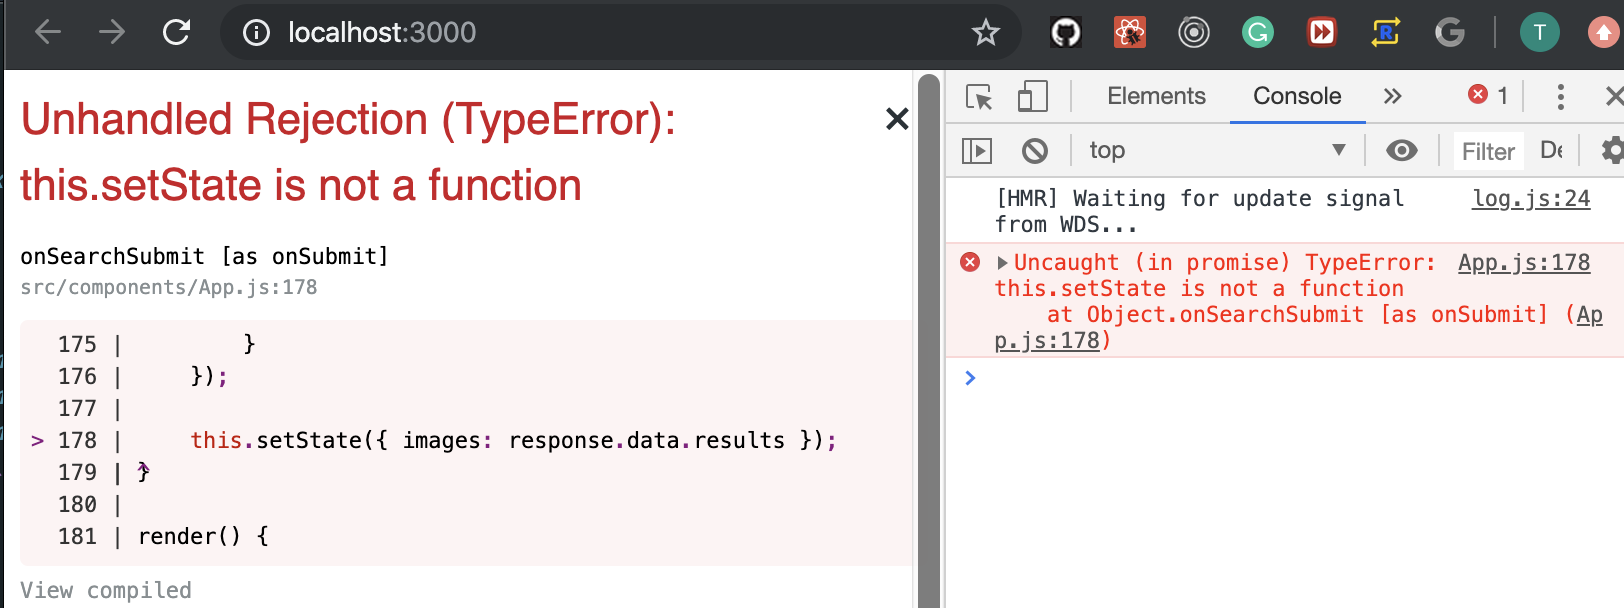 localhost:3000
T
Unhandled Rejection (TypeError):
this.setState is not a function
onSearchSubmit [as onSubmit]
src/components/App.js:178
175 |         }
176 |     });
177 |
> 178 |     this.setState({ images: response.data.results });
179 | }
^
180 |
181 | render() {
View compiled
Elements Console » 1
top Filter
[HMR] Waiting for update signal log.js:24
from WDS...
Uncaught (in promise) TypeError: App.js:178
this.setState is not a function
at Object.onSearchSubmit [as onSubmit] (Ap
p.js:178)
>